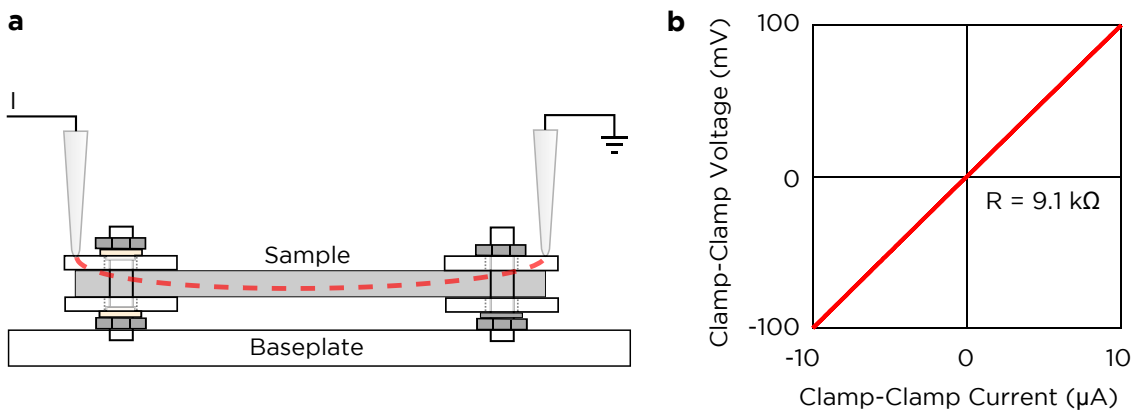 a
I
Sample
Baseplate
b
Clamp-Clamp Voltage (mV)
100
0
-100
R = 9.1 kΩ
-10
0
10
Clamp-Clamp Current (μA)